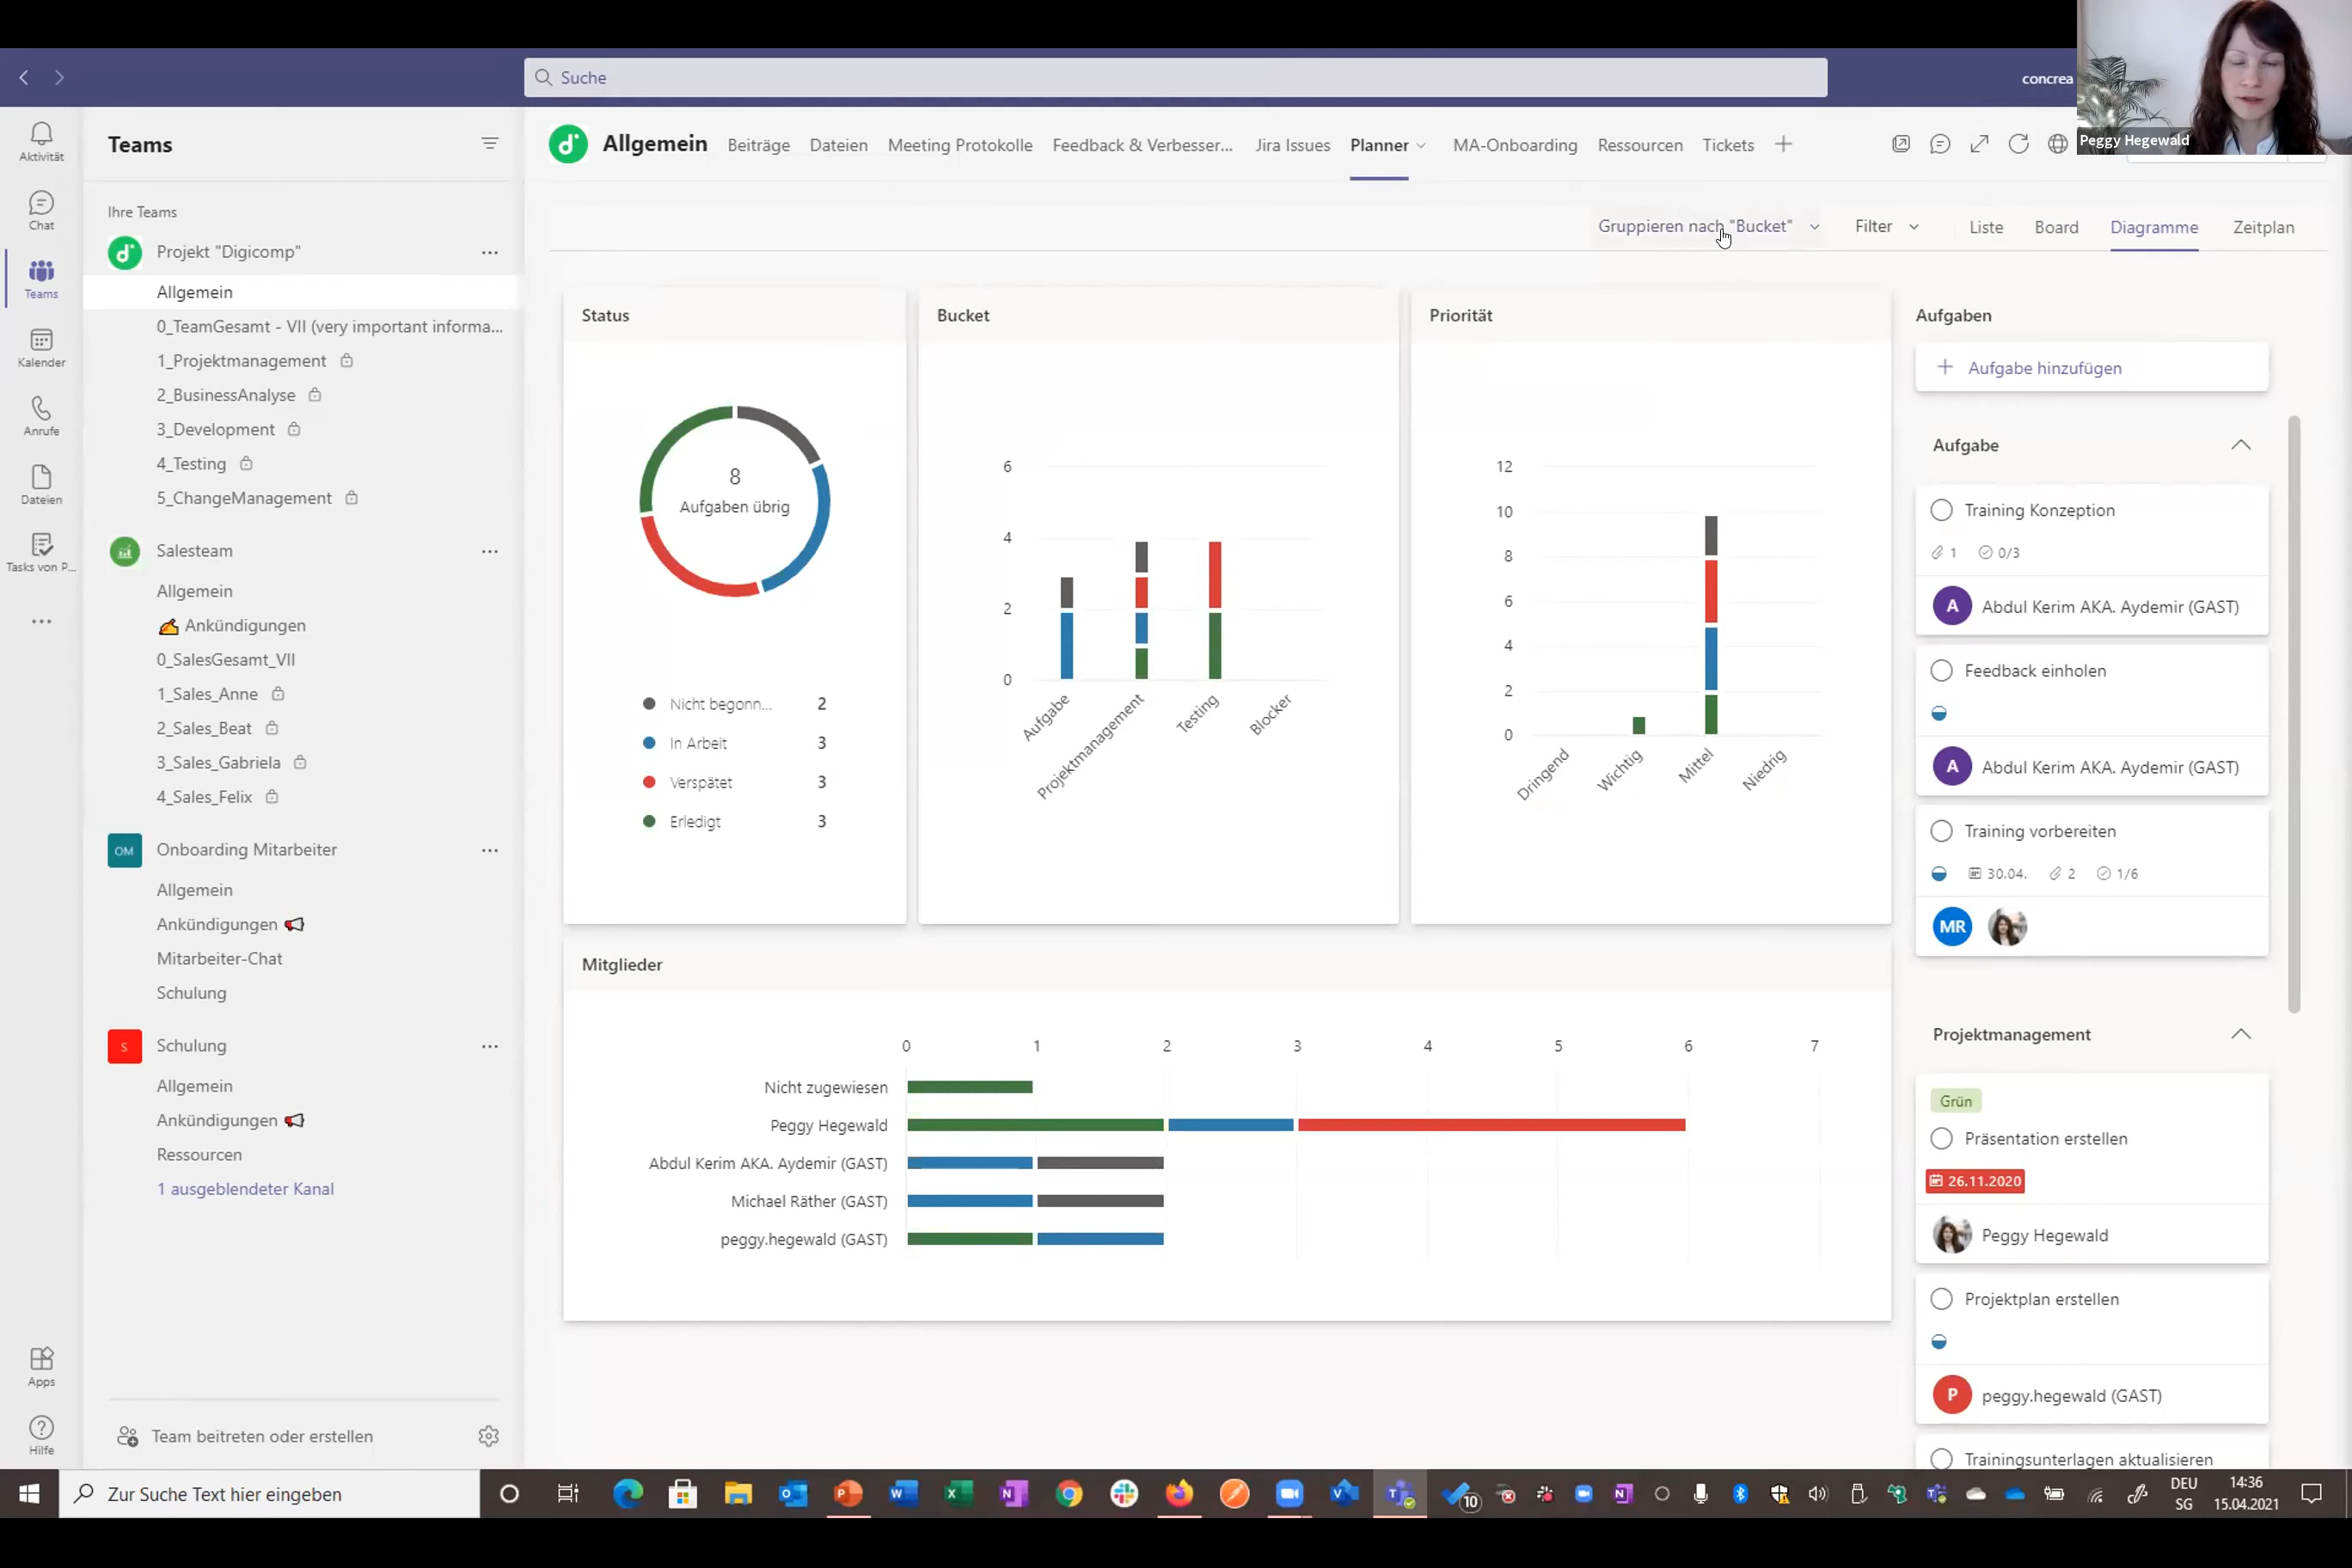 Suche
concrea
Peggy Hegewald
Aktivität
Chat
Teams
Kalender
Anrufe
Dateien
Tasks von P...
Apps
Hilfe
Teams
Ihre Teams
Projekt "Digicomp"
Allgemein
0_TeamGesamt - VII (very important informa...
1_Projektmanagement
2_BusinessAnalyse
3_Development
4_Testing
5_ChangeManagement
Salesteam
Allgemein
Ankündigungen
0_SalesGesamt_VII
1_Sales_Anne
2_Sales_Beat
3_Sales_Gabriela
4_Sales_Felix
OM Onboarding Mitarbeiter
Allgemein
Ankündigungen
Mitarbeiter-Chat
Schulung
S Schulung
Allgemein
Ankündigungen
Ressourcen
1 ausgeblendeter Kanal
Team beitreten oder erstellen
d Allgemein Beiträge Dateien Meeting Protokolle Feedback & Verbesser... Jira Issues Planner MA-Onboarding Ressourcen Tickets
Gruppieren nach "Bucket" Filter Liste Board Diagramme Zeitplan
Status
8
Aufgaben übrig
Nicht begonn... 2
In Arbeit 3
Verspätet 3
Erledigt 3
Bucket
6
4
2
0
Aufgabe
Projektmanagement
Testing
Blocker
Priorität
12
10
8
6
4
2
0
Dringend
Wichtig
Mittel
Niedrig
Mitglieder
0 1 2 3 4 5 6 7
Nicht zugewiesen
Peggy Hegewald
Abdul Kerim AKA. Aydemir (GAST)
Michael Räther (GAST)
peggy.hegewald (GAST)
Aufgaben
Aufgabe hinzufügen
Aufgabe
Training Konzeption
1 0/3
A Abdul Kerim AKA. Aydemir (GAST)
Feedback einholen
A Abdul Kerim AKA. Aydemir (GAST)
Training vorbereiten
30.04. 2 1/6
MR
Projektmanagement
Grün
Präsentation erstellen
26.11.2020
Peggy Hegewald
Projektplan erstellen
P peggy.hegewald (GAST)
Trainingsunterlagen aktualisieren
Zur Suche Text hier eingeben
10
DEU
SG
14:36
15.04.2021